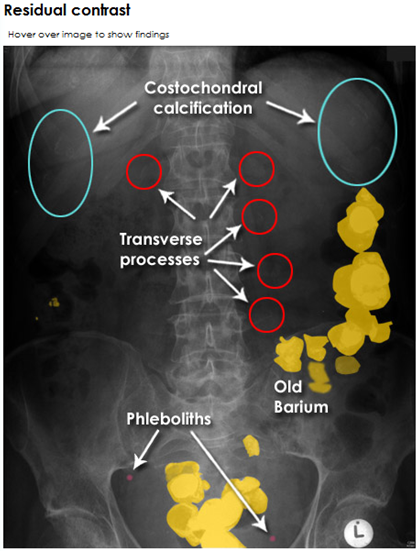 Residual contrast
Hover over image to show findings
Costochondral
calcification
Transverse
processes
Old
Barium
Phleboliths
L